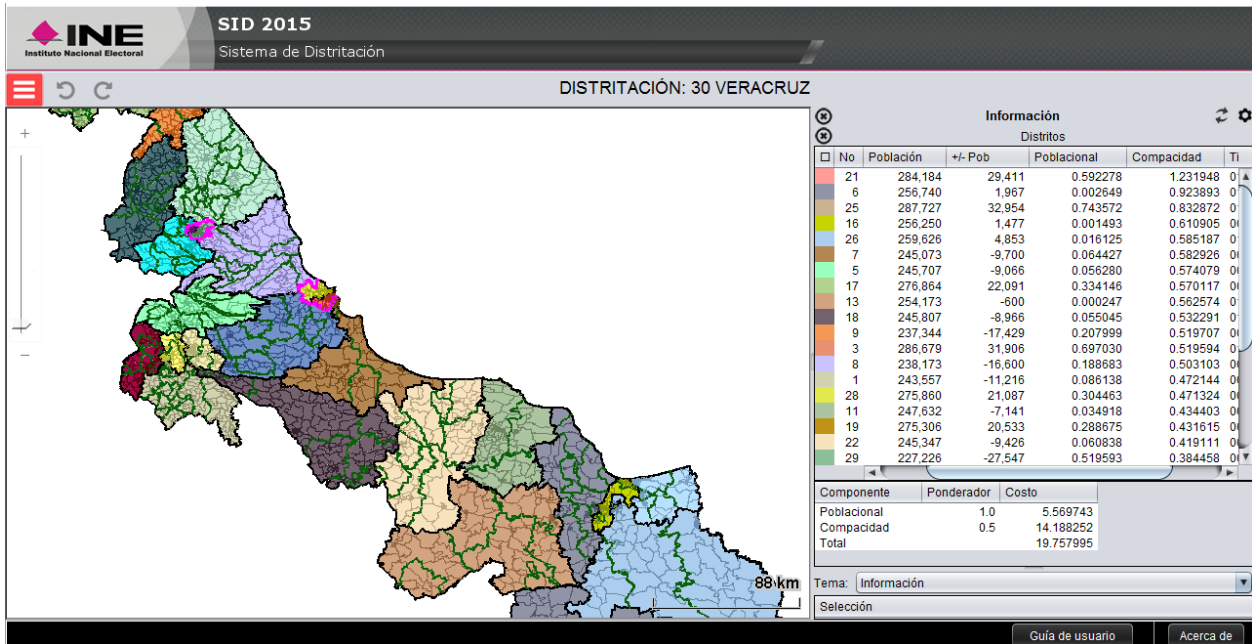 INE
Instituto Nacional Electoral
SID 2015
Sistema de Distritación
DISTRITACIÓN: 30 VERACRUZ
+
−
88 km
Información
Distritos
No Población +/- Pob Poblacional Compacidad Ti
21 284,184 29,411 0.592278 1.231948
6 256,740 1,967 0.002649 0.923893
25 287,727 32,954 0.743572 0.832872
16 256,250 1,477 0.001493 0.610905
26 259,626 4,853 0.016125 0.585187
7 245,073 -9,700 0.064427 0.582926
5 245,707 -9,066 0.056280 0.574079
17 276,864 22,091 0.334146 0.570117
13 254,173 -600 0.000247 0.562574
18 245,807 -8,966 0.055045 0.532291
9 237,344 -17,429 0.207999 0.519707
3 286,679 31,906 0.697030 0.519594
8 238,173 -16,600 0.188683 0.503103
1 243,557 -11,216 0.086138 0.472144
28 275,860 21,087 0.304463 0.471324
11 247,632 -7,141 0.034918 0.434403
19 275,306 20,533 0.288675 0.431615
22 245,347 -9,426 0.060838 0.419111
29 227,226 -27,547 0.519593 0.384458
Componente Ponderador Costo
Poblacional 1.0 5.569743
Compacidad 0.5 14.188252
Total 19.757995
Tema: Información
Selección
Guía de usuario Acerca de